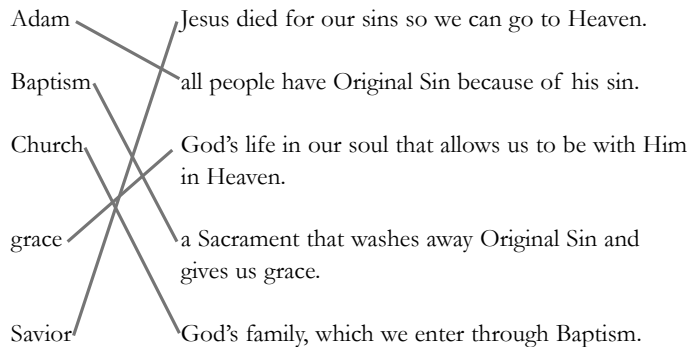 Adam Jesus died for our sins so we can go to Heaven.
Baptism all people have Original Sin because of his sin.
Church God's life in our soul that allows us to be with Him
in Heaven.
grace a Sacrament that washes away Original Sin and
gives us grace.
Savior God's family, which we enter through Baptism.